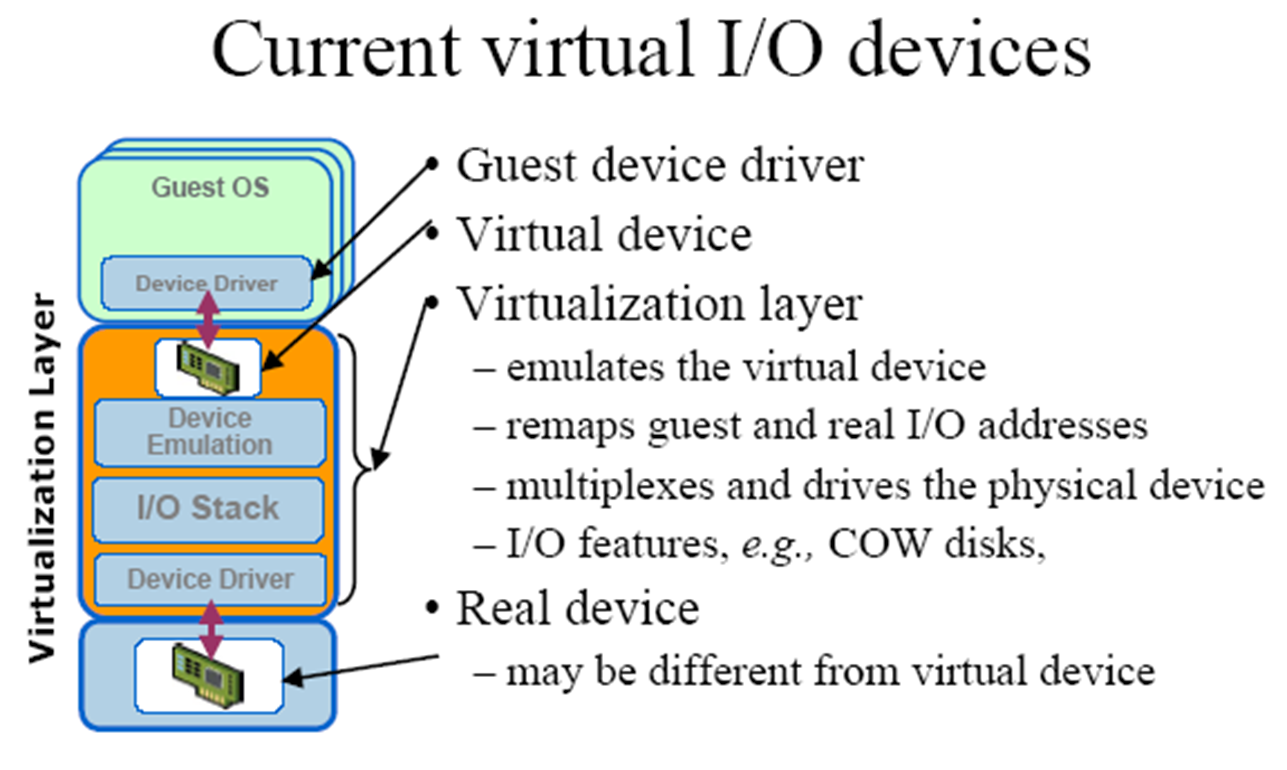 Current virtual I/O devices
Guest OS
Device Driver
Virtualization Layer
Device
Emulation
I/O Stack
Device Driver
• Guest device driver
• Virtual device
• Virtualization layer
– emulates the virtual device
– remaps guest and real I/O addresses
– multiplexes and drives the physical device
– I/O features, e.g., COW disks,
• Real device
– may be different from virtual device